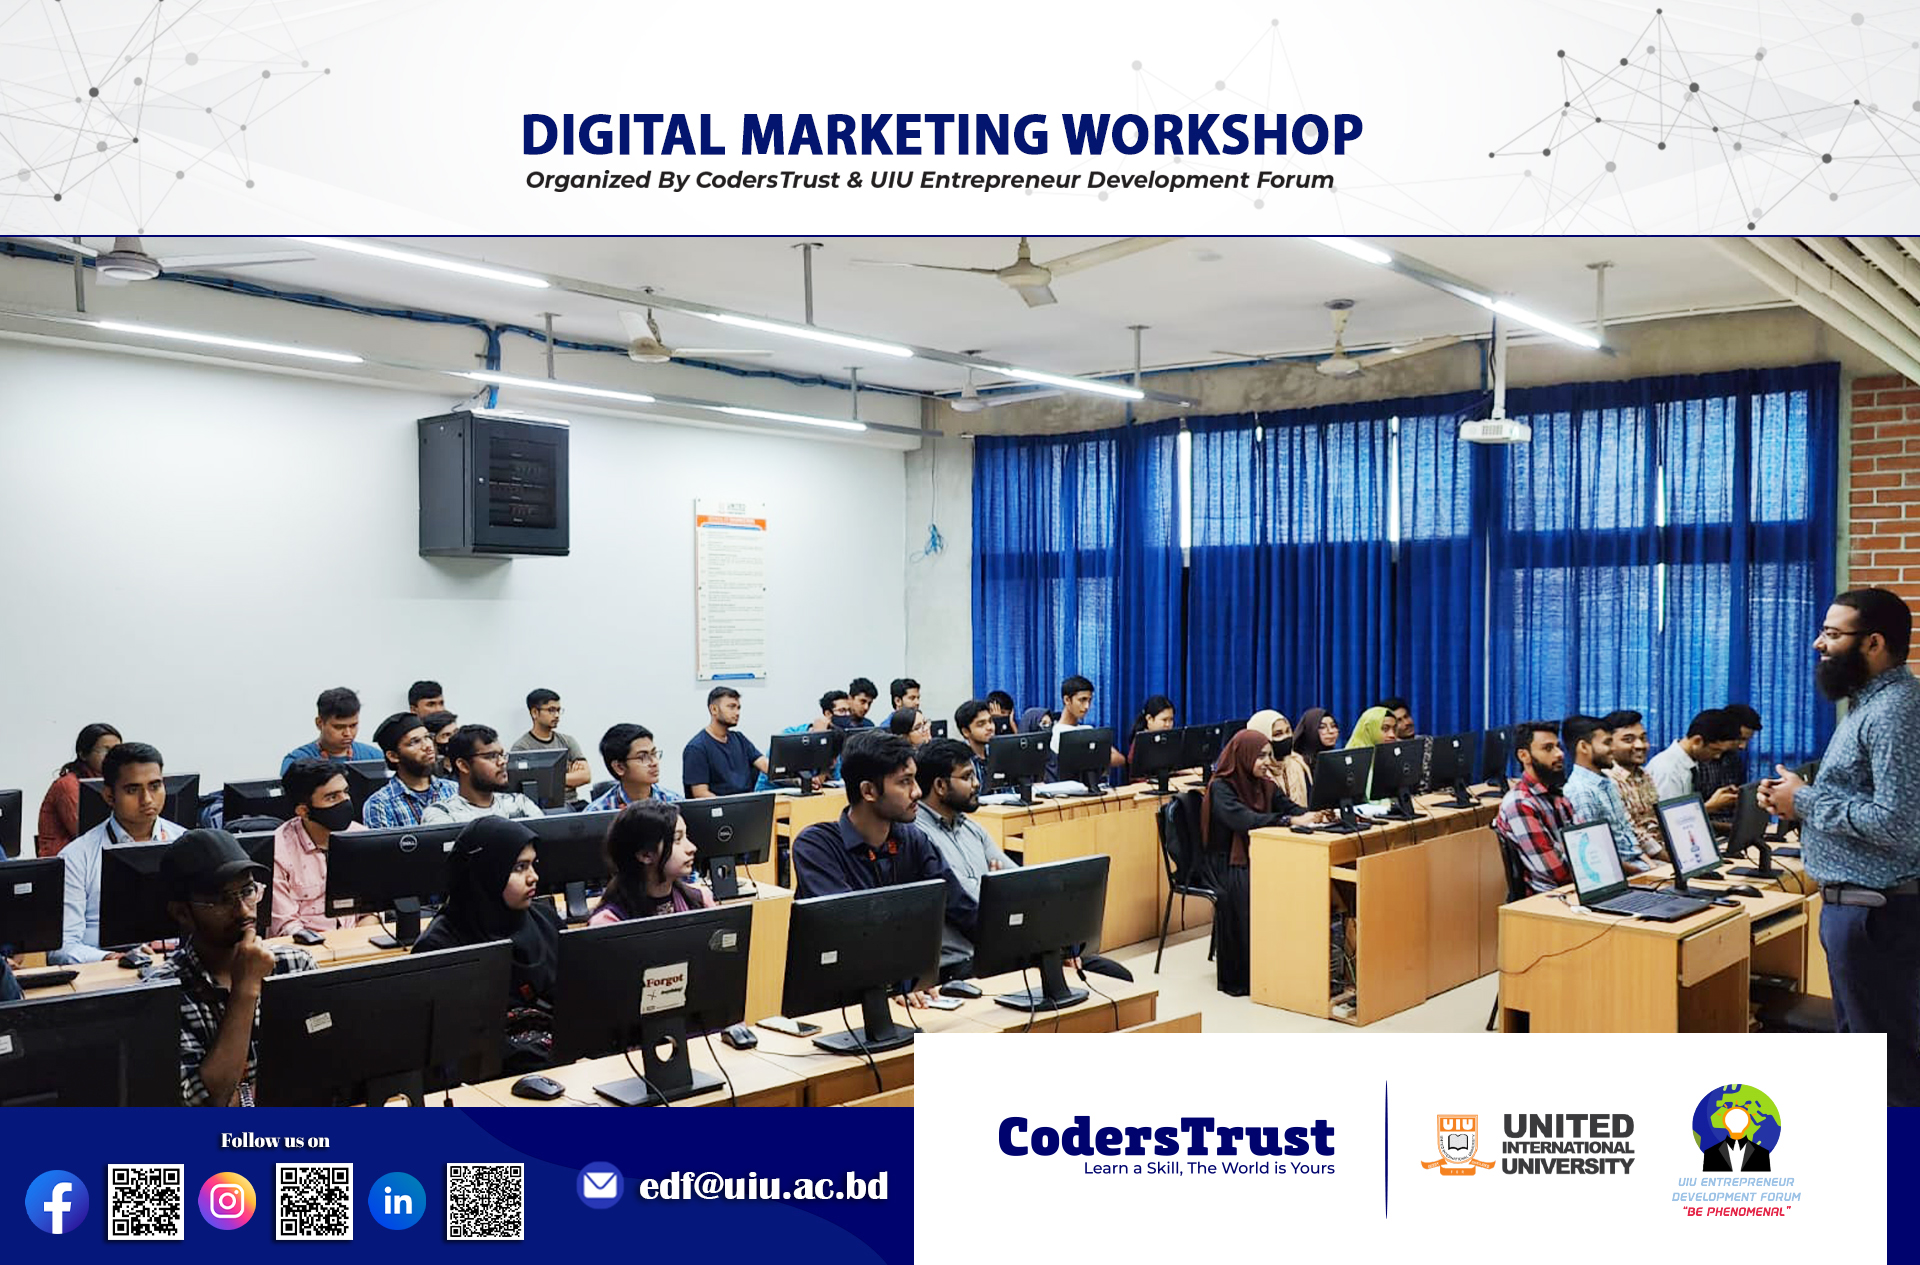 DIGITAL MARKETING WORKSHOP
Organized By CodersTrust & UIU Entrepreneur Development Forum
DELL
Forgot
Follow us on
edf@uiu.ac.bd
CodersTrust
Learn a Skill, The World is Yours
UIU
UNITED
INTERNATIONAL
UNIVERSITY
UIU ENTREPRENEUR
DEVELOPMENT FORUM
"BE PHENOMENAL"